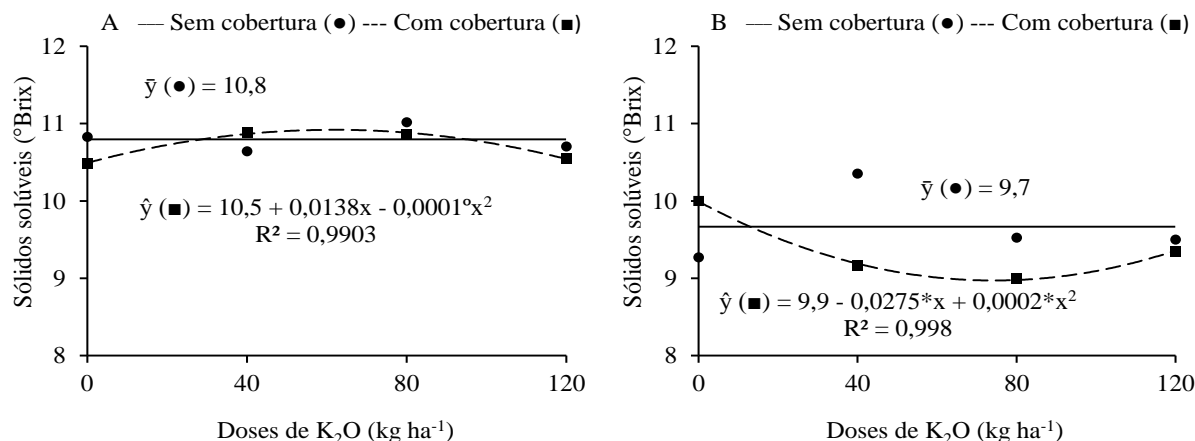 A — Sem cobertura (●) --- Com cobertura (■)
12
11
10
9
8
Sólidos solúveis (°Brix)
ȳ (●) = 10,8
ŷ (■) = 10,5 + 0,0138x - 0,0001ºx²
R² = 0,9903
0 40 80 120
Doses de K₂O (kg ha⁻¹)
B — Sem cobertura (●) --- Com cobertura (■)
12
11
10
9
8
Sólidos solúveis (°Brix)
ȳ (●) = 9,7
ŷ (■) = 9,9 - 0,0275*x + 0,0002*x²
R² = 0,998
0 40 80 120
Doses de K₂O (kg ha⁻¹)